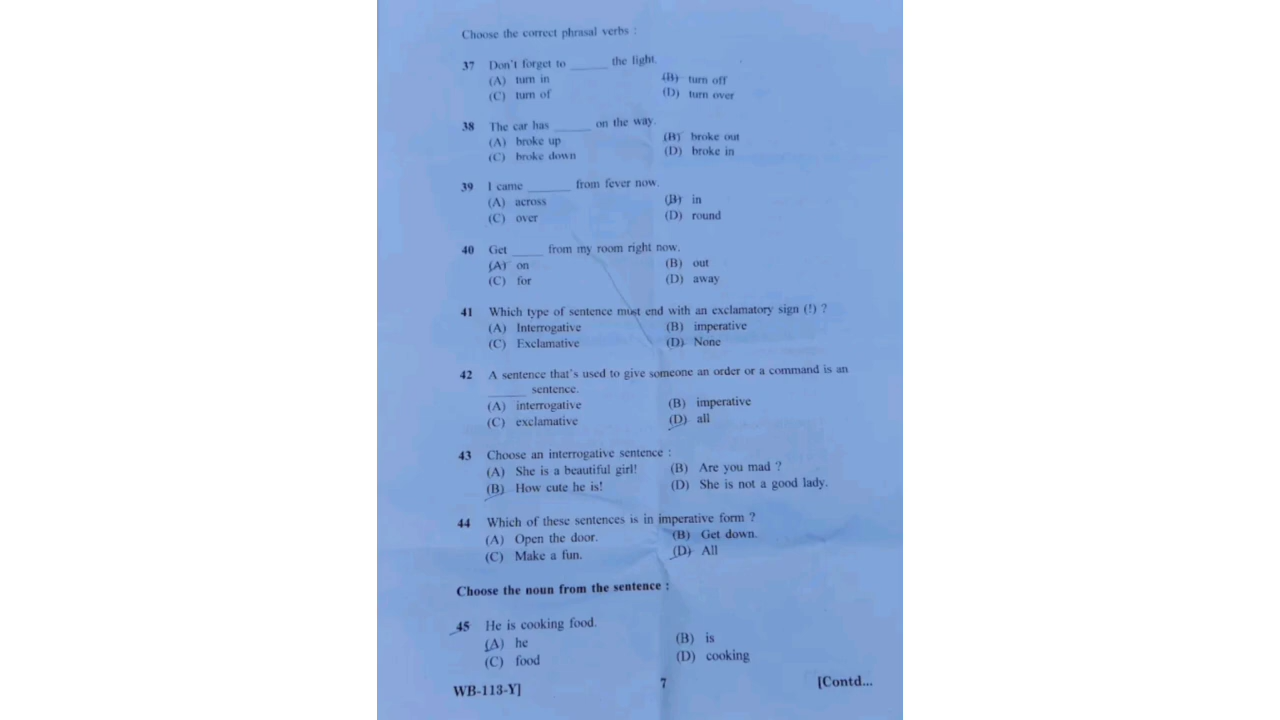 Choose the correct phrasal verbs :
37 Don't forget to ______ the light.
(A) turn in (B) turn off
(C) turn of (D) turn over
38 The car has ______ on the way.
(A) broke up (B) broke out
(C) broke down (D) broke in
39 I came ______ from fever now.
(A) across (B) in
(C) over (D) round
40 Get ______ from my room right now.
(A) on (B) out
(C) for (D) away
41 Which type of sentence must end with an exclamatory sign (!) ?
(A) Interrogative (B) imperative
(C) Exclamative (D) None
42 A sentence that's used to give someone an order or a command is an
______ sentence.
(A) interrogative (B) imperative
(C) exclamative (D) all
43 Choose an interrogative sentence :
(A) She is a beautiful girl! (B) Are you mad ?
(B) How cute he is! (D) She is not a good lady.
44 Which of these sentences is in imperative form ?
(A) Open the door. (B) Get down.
(C) Make a fun. (D) All
Choose the noun from the sentence :
45 He is cooking food.
(A) he (B) is
(C) food (D) cooking
WB-113-Y] 7 [Contd...